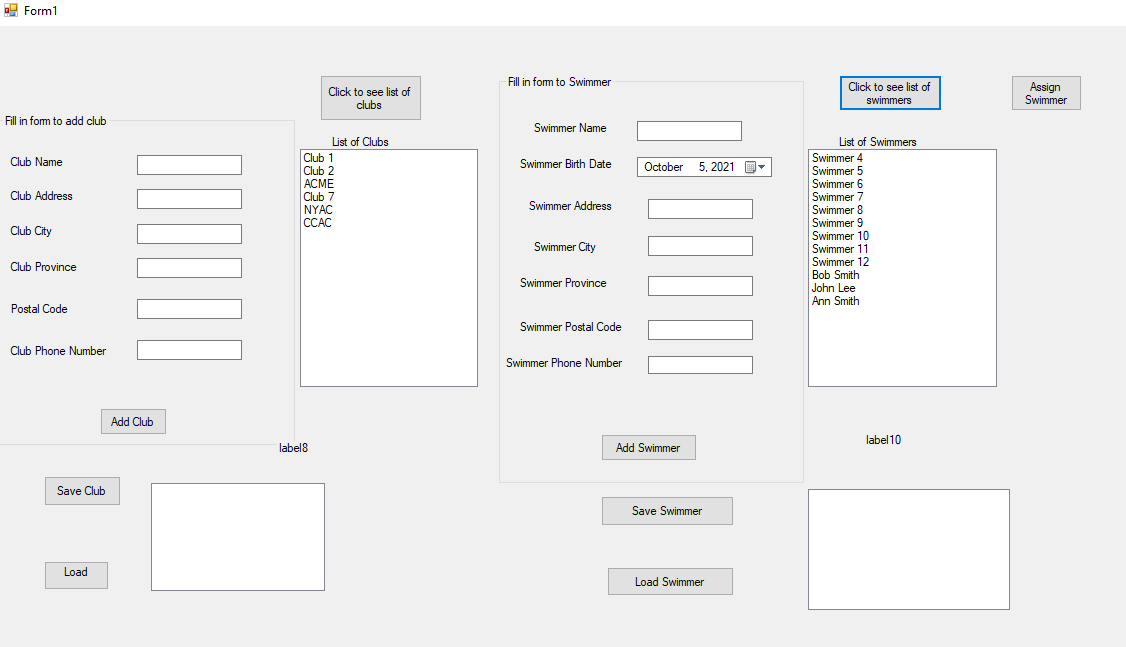 Form1
Fill in form to add club
Club Name
Club Address
Club City
Club Province
Postal Code
Club Phone Number
Add Club
Click to see list of
clubs
List of Clubs
Club 1
Club 2
ACME
Club 7
NYAC
CCAC
label8
Save Club
Load
Fill in form to Swimmer
Swimmer Name
Swimmer Birth Date
October 5, 2021
Swimmer Address
Swimmer City
Swimmer Province
Swimmer Postal Code
Swimmer Phone Number
Add Swimmer
Save Swimmer
Load Swimmer
Click to see list of
swimmers
List of Swimmers
Swimmer 4
Swimmer 5
Swimmer 6
Swimmer 7
Swimmer 8
Swimmer 9
Swimmer 10
Swimmer 11
Swimmer 12
Bob Smith
John Lee
Ann Smith
label10
Assign
Swimmer